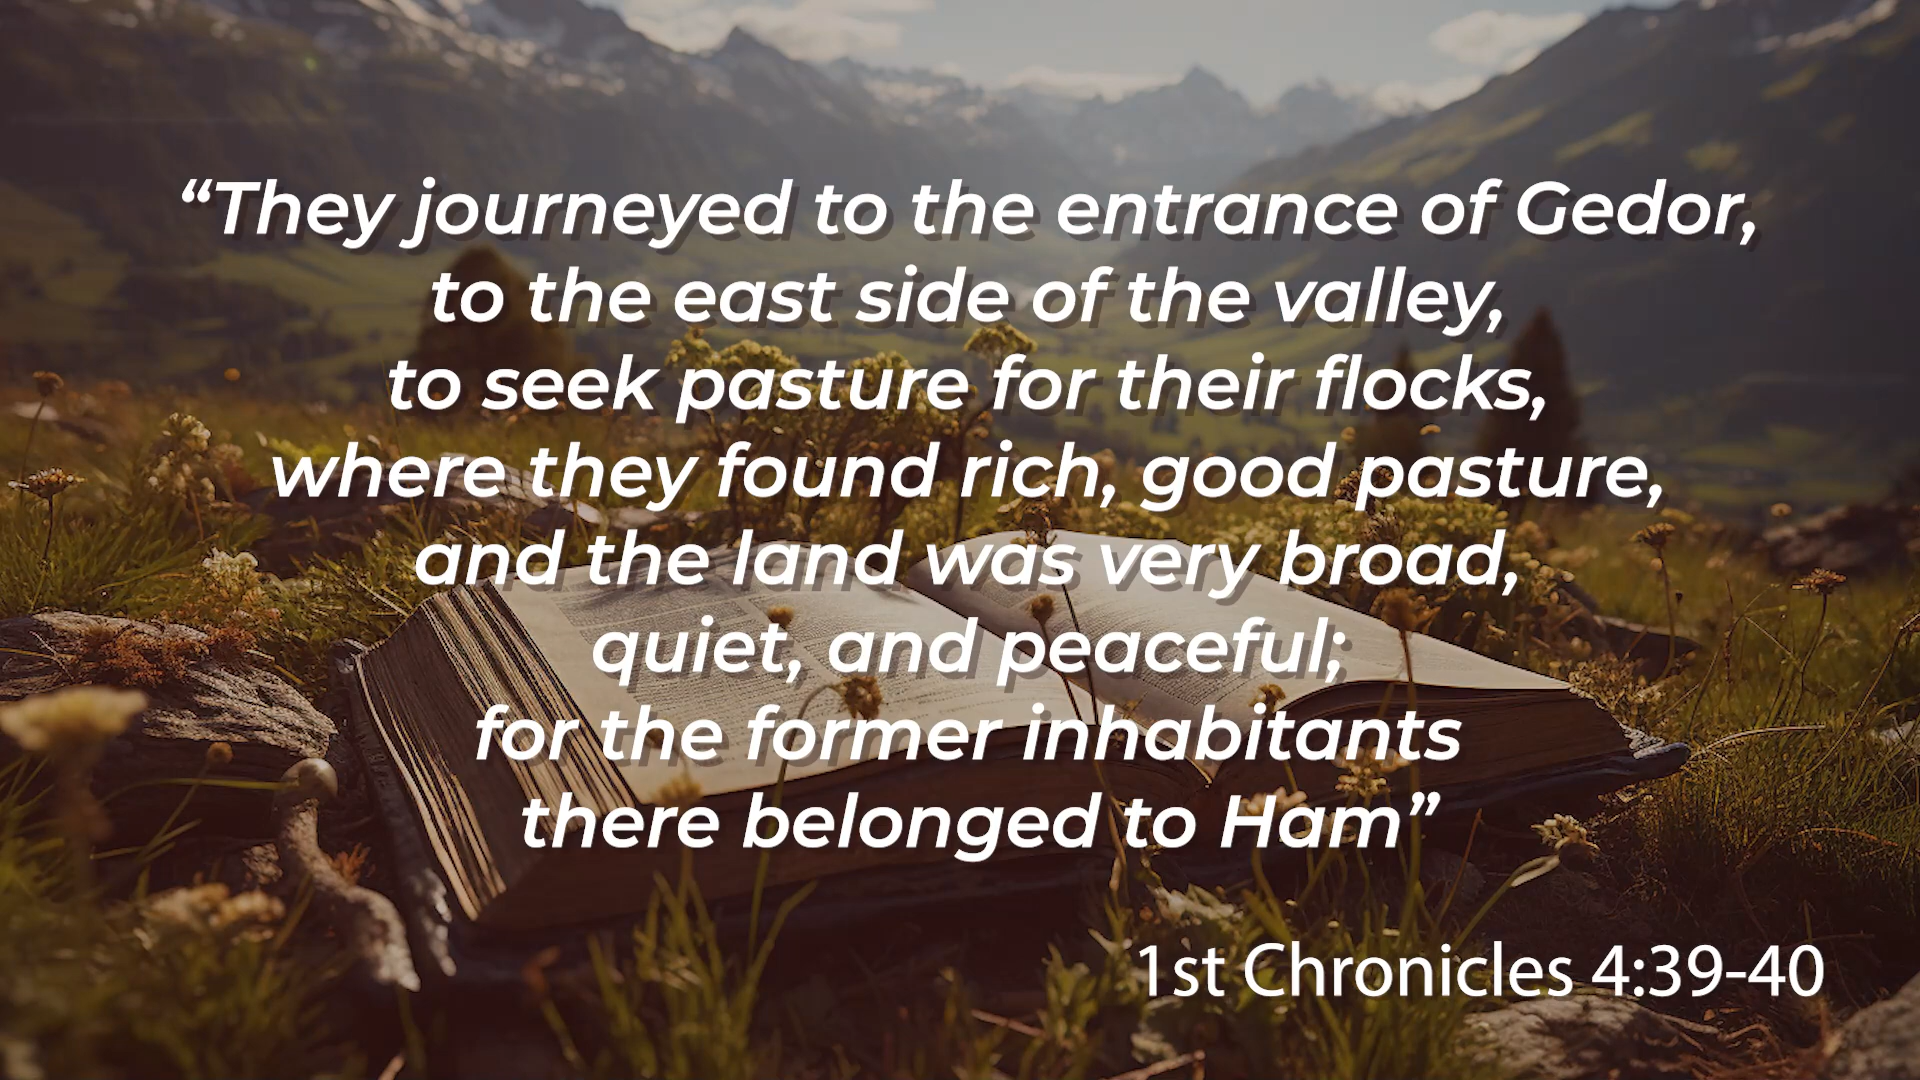 “They journeyed to the entrance of Gedor,
to the east side of the valley,
to seek pasture for their flocks,
where they found rich, good pasture,
and the land was very broad,
quiet, and peaceful;
for the former inhabitants
there belonged to Ham”
1st Chronicles 4:39-40